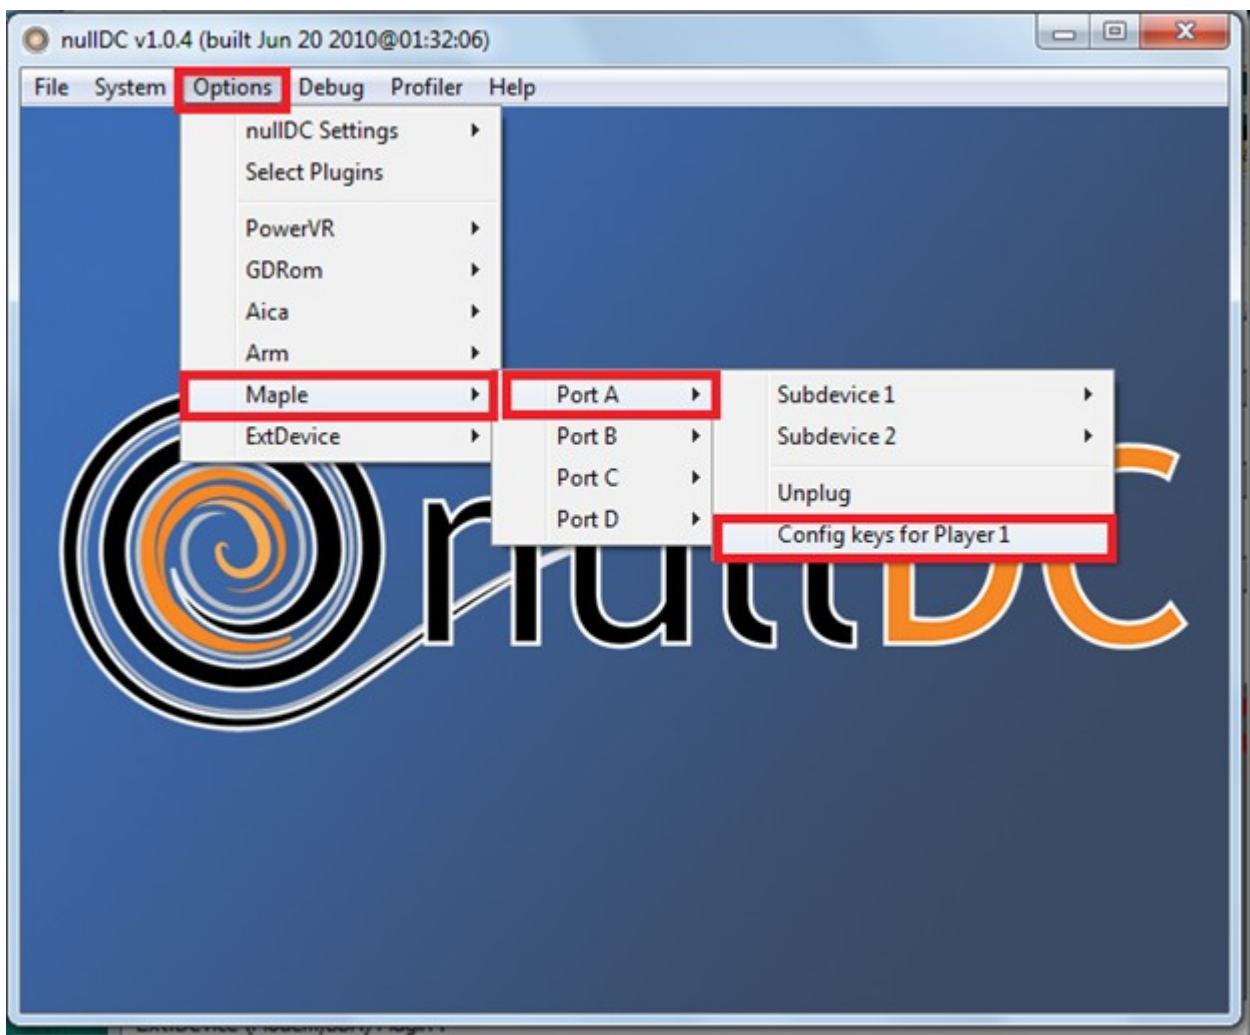 nullDC v1.0.4 (built Jun 20 2010@01:32:06)
File System Options Debug Profiler Help
nullDC Settings
Select Plugins
PowerVR
GDRom
Aica
Arm
Maple
ExtDevice
Port A
Port B
Port C
Port D
Subdevice 1
Subdevice 2
Unplug
Config keys for Player 1
nullDC